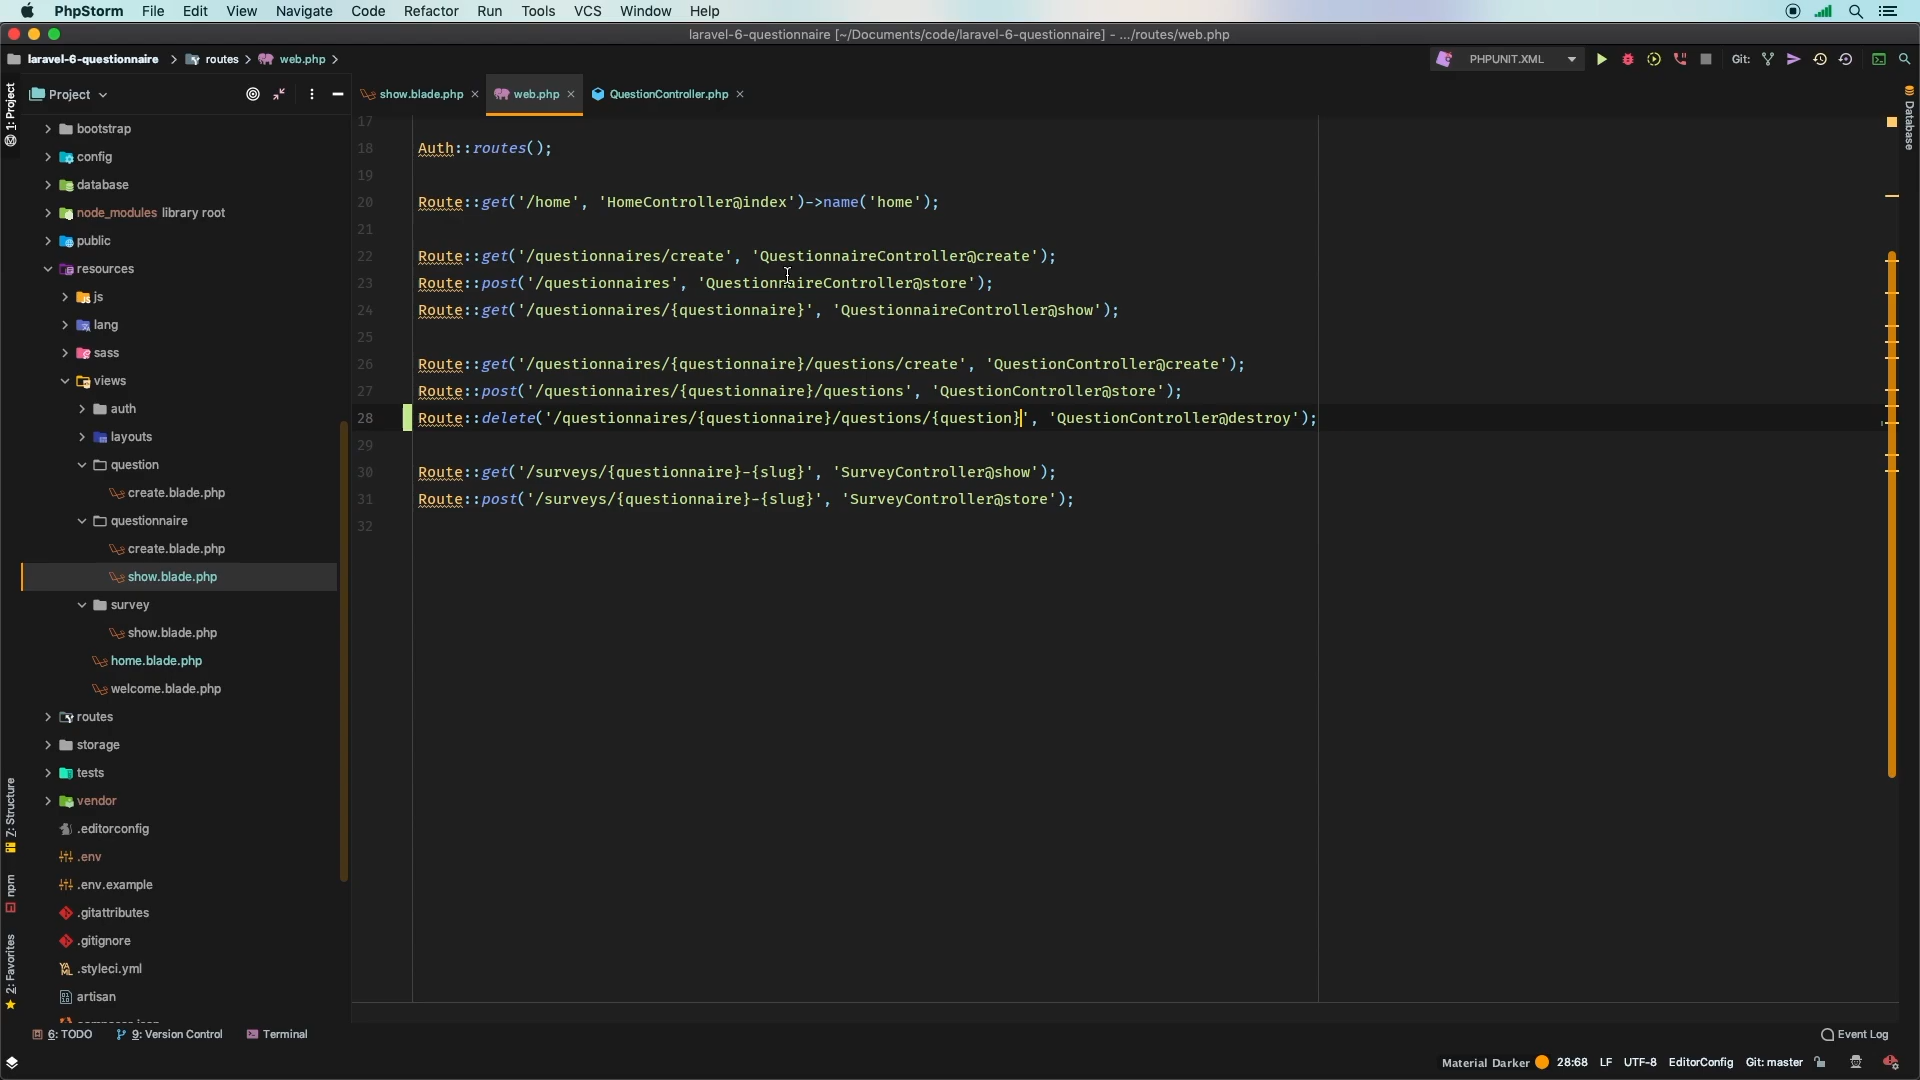 PhpStorm File Edit View Navigate Code Refactor Run Tools VCS Window Help
laravel-6-questionnaire [~/Documents/code/laravel-6-questionnaire] - .../routes/web.php
laravel-6-questionnaire routes web.php
PHPUNIT.XML Git:
1: Project
Project
show.blade.php web.php QuestionController.php
Database
bootstrap
config
database
node_modules library root
public
resources
js
lang
sass
views
auth
layouts
question
create.blade.php
questionnaire
create.blade.php
show.blade.php
survey
show.blade.php
home.blade.php
welcome.blade.php
routes
storage
tests
vendor
.editorconfig
.env
.env.example
.gitattributes
.gitignore
.styleci.yml
artisan
17
18 Auth::routes();
19
20 Route::get('/home', 'HomeController@index')->name('home');
21
22 Route::get('/questionnaires/create', 'QuestionnaireController@create');
23 Route::post('/questionnaires', 'QuestionnaireController@store');
24 Route::get('/questionnaires/{questionnaire}', 'QuestionnaireController@show');
25
26 Route::get('/questionnaires/{questionnaire}/questions/create', 'QuestionController@create');
27 Route::post('/questionnaires/{questionnaire}/questions', 'QuestionController@store');
28 Route::delete('/questionnaires/{questionnaire}/questions/{question}', 'QuestionController@destroy');
29
30 Route::get('/surveys/{questionnaire}-{slug}', 'SurveyController@show');
31 Route::post('/surveys/{questionnaire}-{slug}', 'SurveyController@store');
32
Z: Structure
npm
2: Favorites
6: TODO 9: Version Control Terminal
Event Log
Material Darker 28:68 LF UTF-8 EditorConfig Git: master